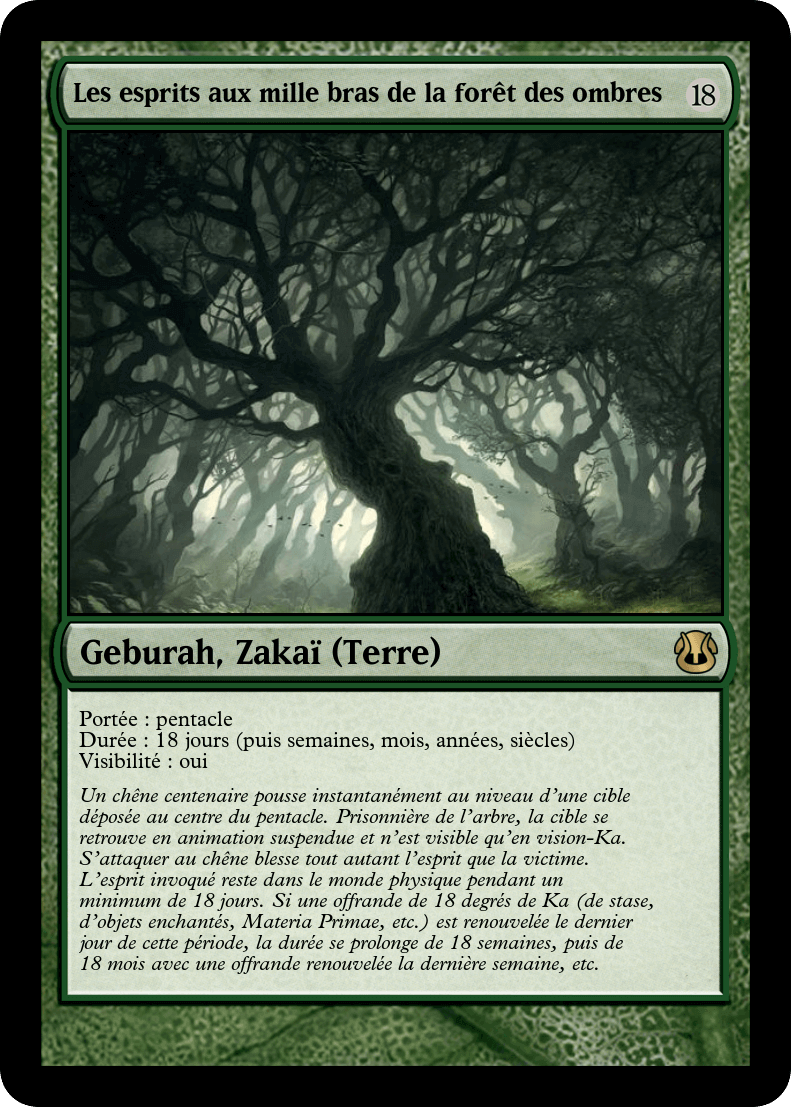 Les esprits aux mille bras de la forêt des ombres 18
Geburah, Zakaï (Terre)
Portée : pentacle
Durée : 18 jours (puis semaines, mois, années, siècles)
Visibilité : oui
Un chêne centenaire pousse instantanément au niveau d'une cible
déposée au centre du pentacle. Prisonnière de l'arbre, la cible se
retrouve en animation suspendue et n'est visible qu'en vision-Ka.
S'attaquer au chêne blesse tout autant l'esprit que la victime.
L'esprit invoqué reste dans le monde physique pendant un
minimum de 18 jours. Si une offrande de 18 degrés de Ka (de stase,
d'objets enchantés, Materia Primae, etc.) est renouvelée le dernier
jour de cette période, la durée se prolonge de 18 semaines, puis de
18 mois avec une offrande renouvelée la dernière semaine, etc.